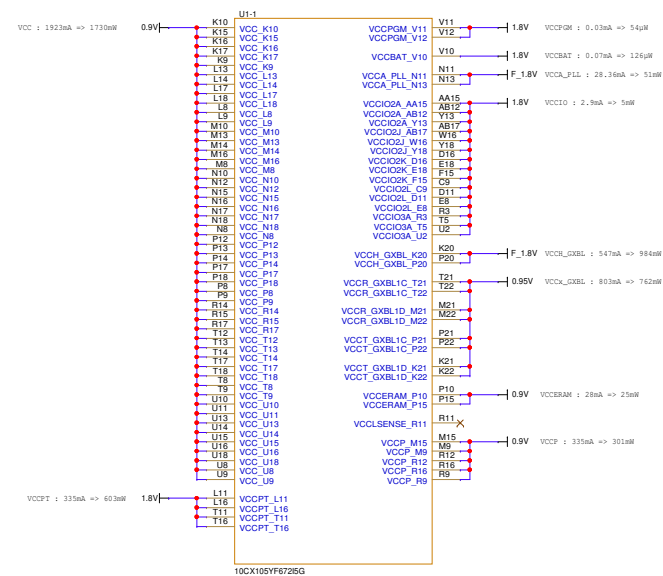 U1-1
VCC : 1923mA => 1730mW
0.9V
K10 VCC_K10
K15 VCC_K15
K16 VCC_K16
K17 VCC_K17
K9 VCC_K9
L13 VCC_L13
L14 VCC_L14
L17 VCC_L17
L18 VCC_L18
L8 VCC_L8
L9 VCC_L9
M10 VCC_M10
M13 VCC_M13
M14 VCC_M14
M16 VCC_M16
M8 VCC_M8
N10 VCC_N10
N12 VCC_N12
N15 VCC_N15
N16 VCC_N16
N17 VCC_N17
N18 VCC_N18
N8 VCC_N8
P12 VCC_P12
P13 VCC_P13
P14 VCC_P14
P17 VCC_P17
P18 VCC_P18
P8 VCC_P8
P9 VCC_P9
R14 VCC_R14
R15 VCC_R15
R17 VCC_R17
T12 VCC_T12
T13 VCC_T13
T14 VCC_T14
T17 VCC_T17
T18 VCC_T18
T8 VCC_T8
T9 VCC_T9
U10 VCC_U10
U11 VCC_U11
U13 VCC_U13
U14 VCC_U14
U15 VCC_U15
U16 VCC_U16
U18 VCC_U18
U8 VCC_U8
U9 VCC_U9
VCCPT : 335mA => 603mW
1.8V
L11 VCCPT_L11
L16 VCCPT_L16
T11 VCCPT_T11
T16 VCCPT_T16
VCCPGM_V11 V11 1.8V VCCPGM : 0.03mA => 54µW
VCCPGM_V12 V12
VCCBAT_V10 V10 1.8V VCCBAT : 0.07mA => 126µW
VCCA_PLL_N11 N11 F_1.8V VCCA_PLL : 28.36mA => 51mW
VCCA_PLL_N13 N13
VCCIO2A_AA15 AA15 1.8V VCCIO : 2.9mA => 5mW
VCCIO2A_AB12 AB12
VCCIO2A_Y13 Y13
VCCIO2J_AB17 AB17
VCCIO2J_W16 W16
VCCIO2J_Y18 Y18
VCCIO2K_D16 D16
VCCIO2K_E18 E18
VCCIO2K_F15 F15
VCCIO2L_C9 C9
VCCIO2L_D11 D11
VCCIO2L_E8 E8
VCCIO3A_R3 R3
VCCIO3A_T5 T5
VCCIO3A_U2 U2
VCCH_GXBL_K20 K20 F_1.8V VCCH_GXBL : 547mA => 984mW
VCCH_GXBL_P20 P20
VCCR_GXBL1C_T21 T21 0.95V VCCx_GXBL : 803mA => 762mW
VCCR_GXBL1C_T22 T22
VCCR_GXBL1D_M21 M21
VCCR_GXBL1D_M22 M22
VCCT_GXBL1C_P21 P21
VCCT_GXBL1C_P22 P22
VCCT_GXBL1D_K21 K21
VCCT_GXBL1D_K22 K22
VCCERAM_P10 P10 0.9V VCCERAM : 28mA => 25mW
VCCERAM_P15 P15
VCCLSENSE_R11 R11
VCCP_M15 M15 0.9V VCCP : 335mA => 301mW
VCCP_M9 M9
VCCP_R12 R12
VCCP_R16 R16
VCCP_R9 R9
10CX105YF672I5G